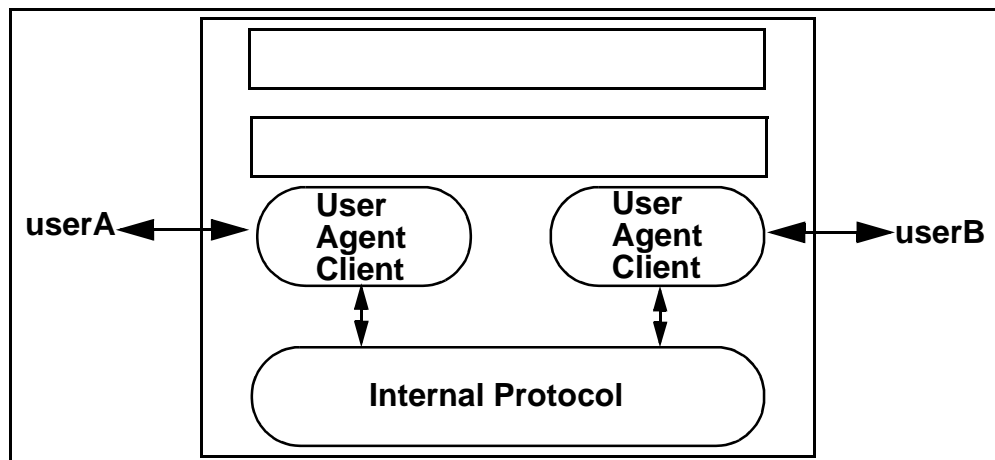 userA
User
Agent
Client
User
Agent
Client
userB
Internal Protocol